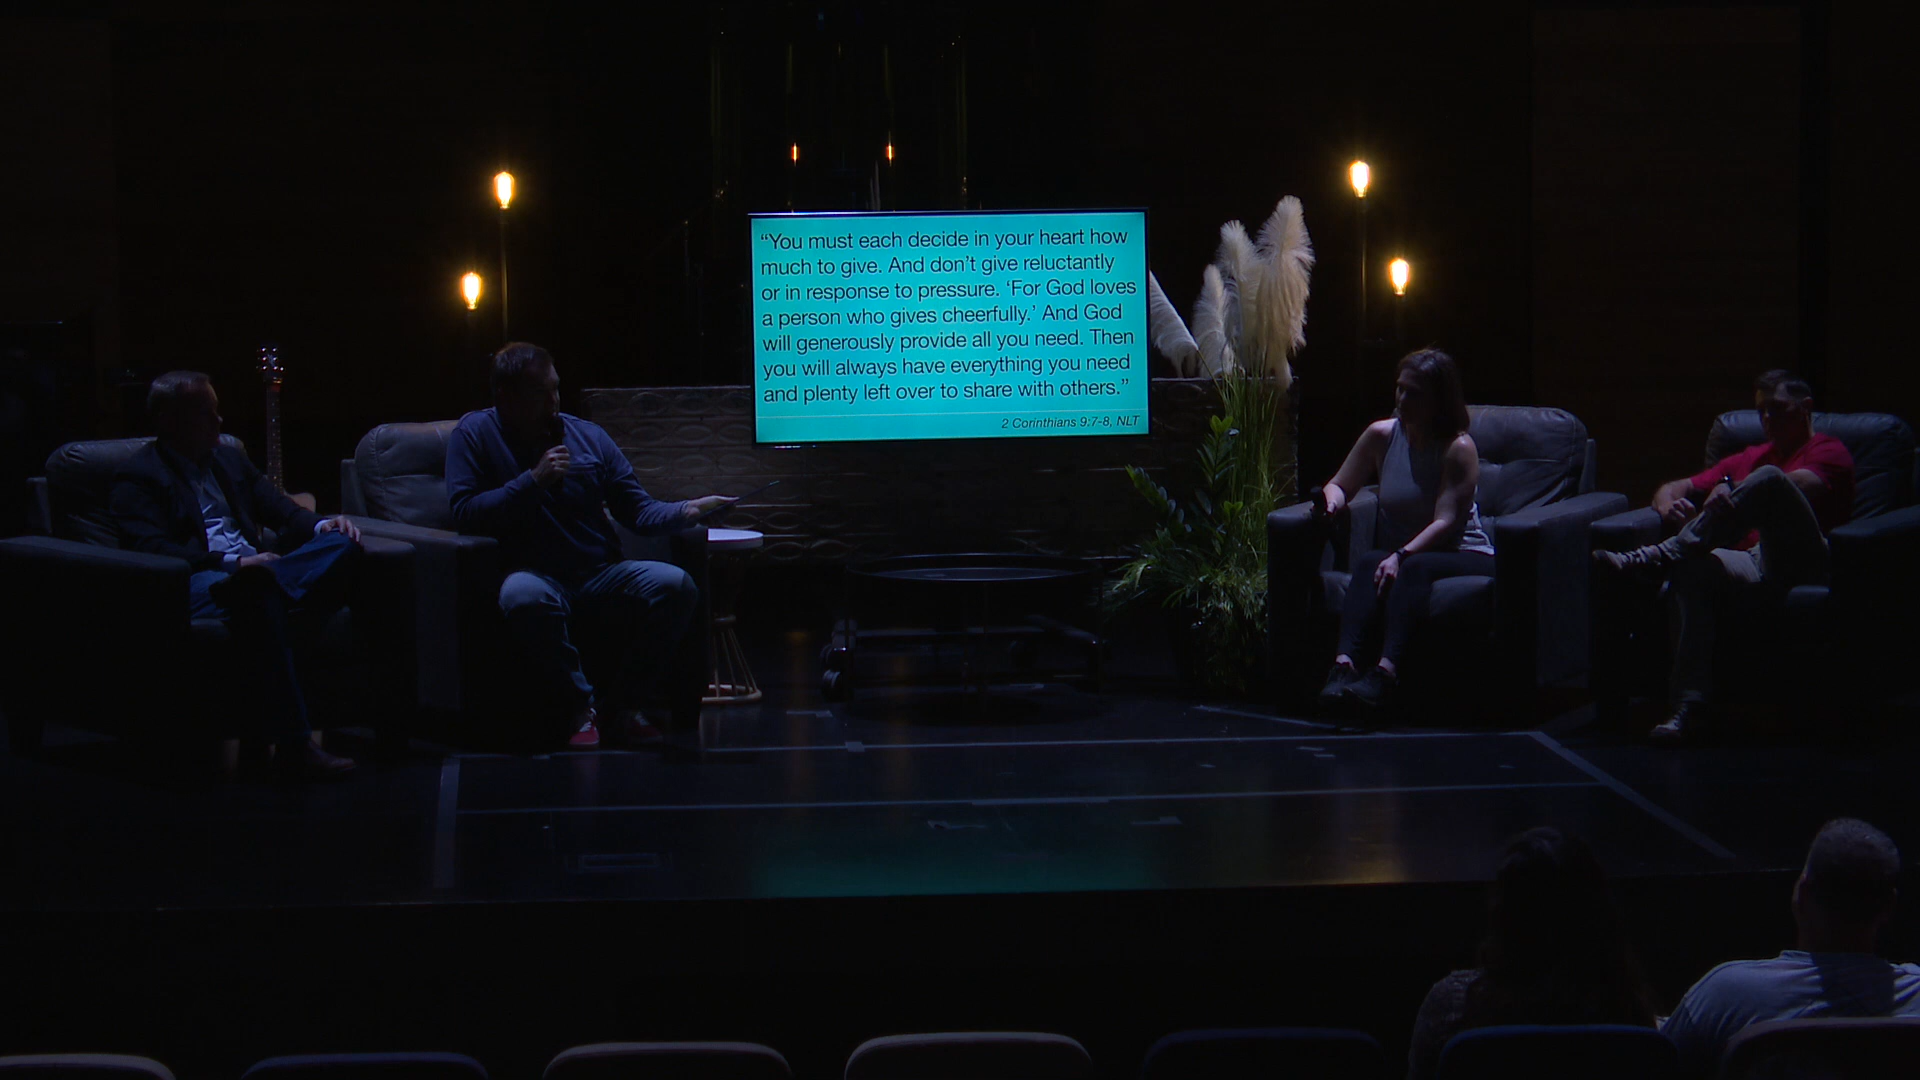 “You must each decide in your heart how
much to give. And don’t give reluctantly
or in response to pressure. ‘For God loves
a person who gives cheerfully.’ And God
will generously provide all you need. Then
you will always have everything you need
and plenty left over to share with others.”
2 Corinthians 9:7-8, NLT